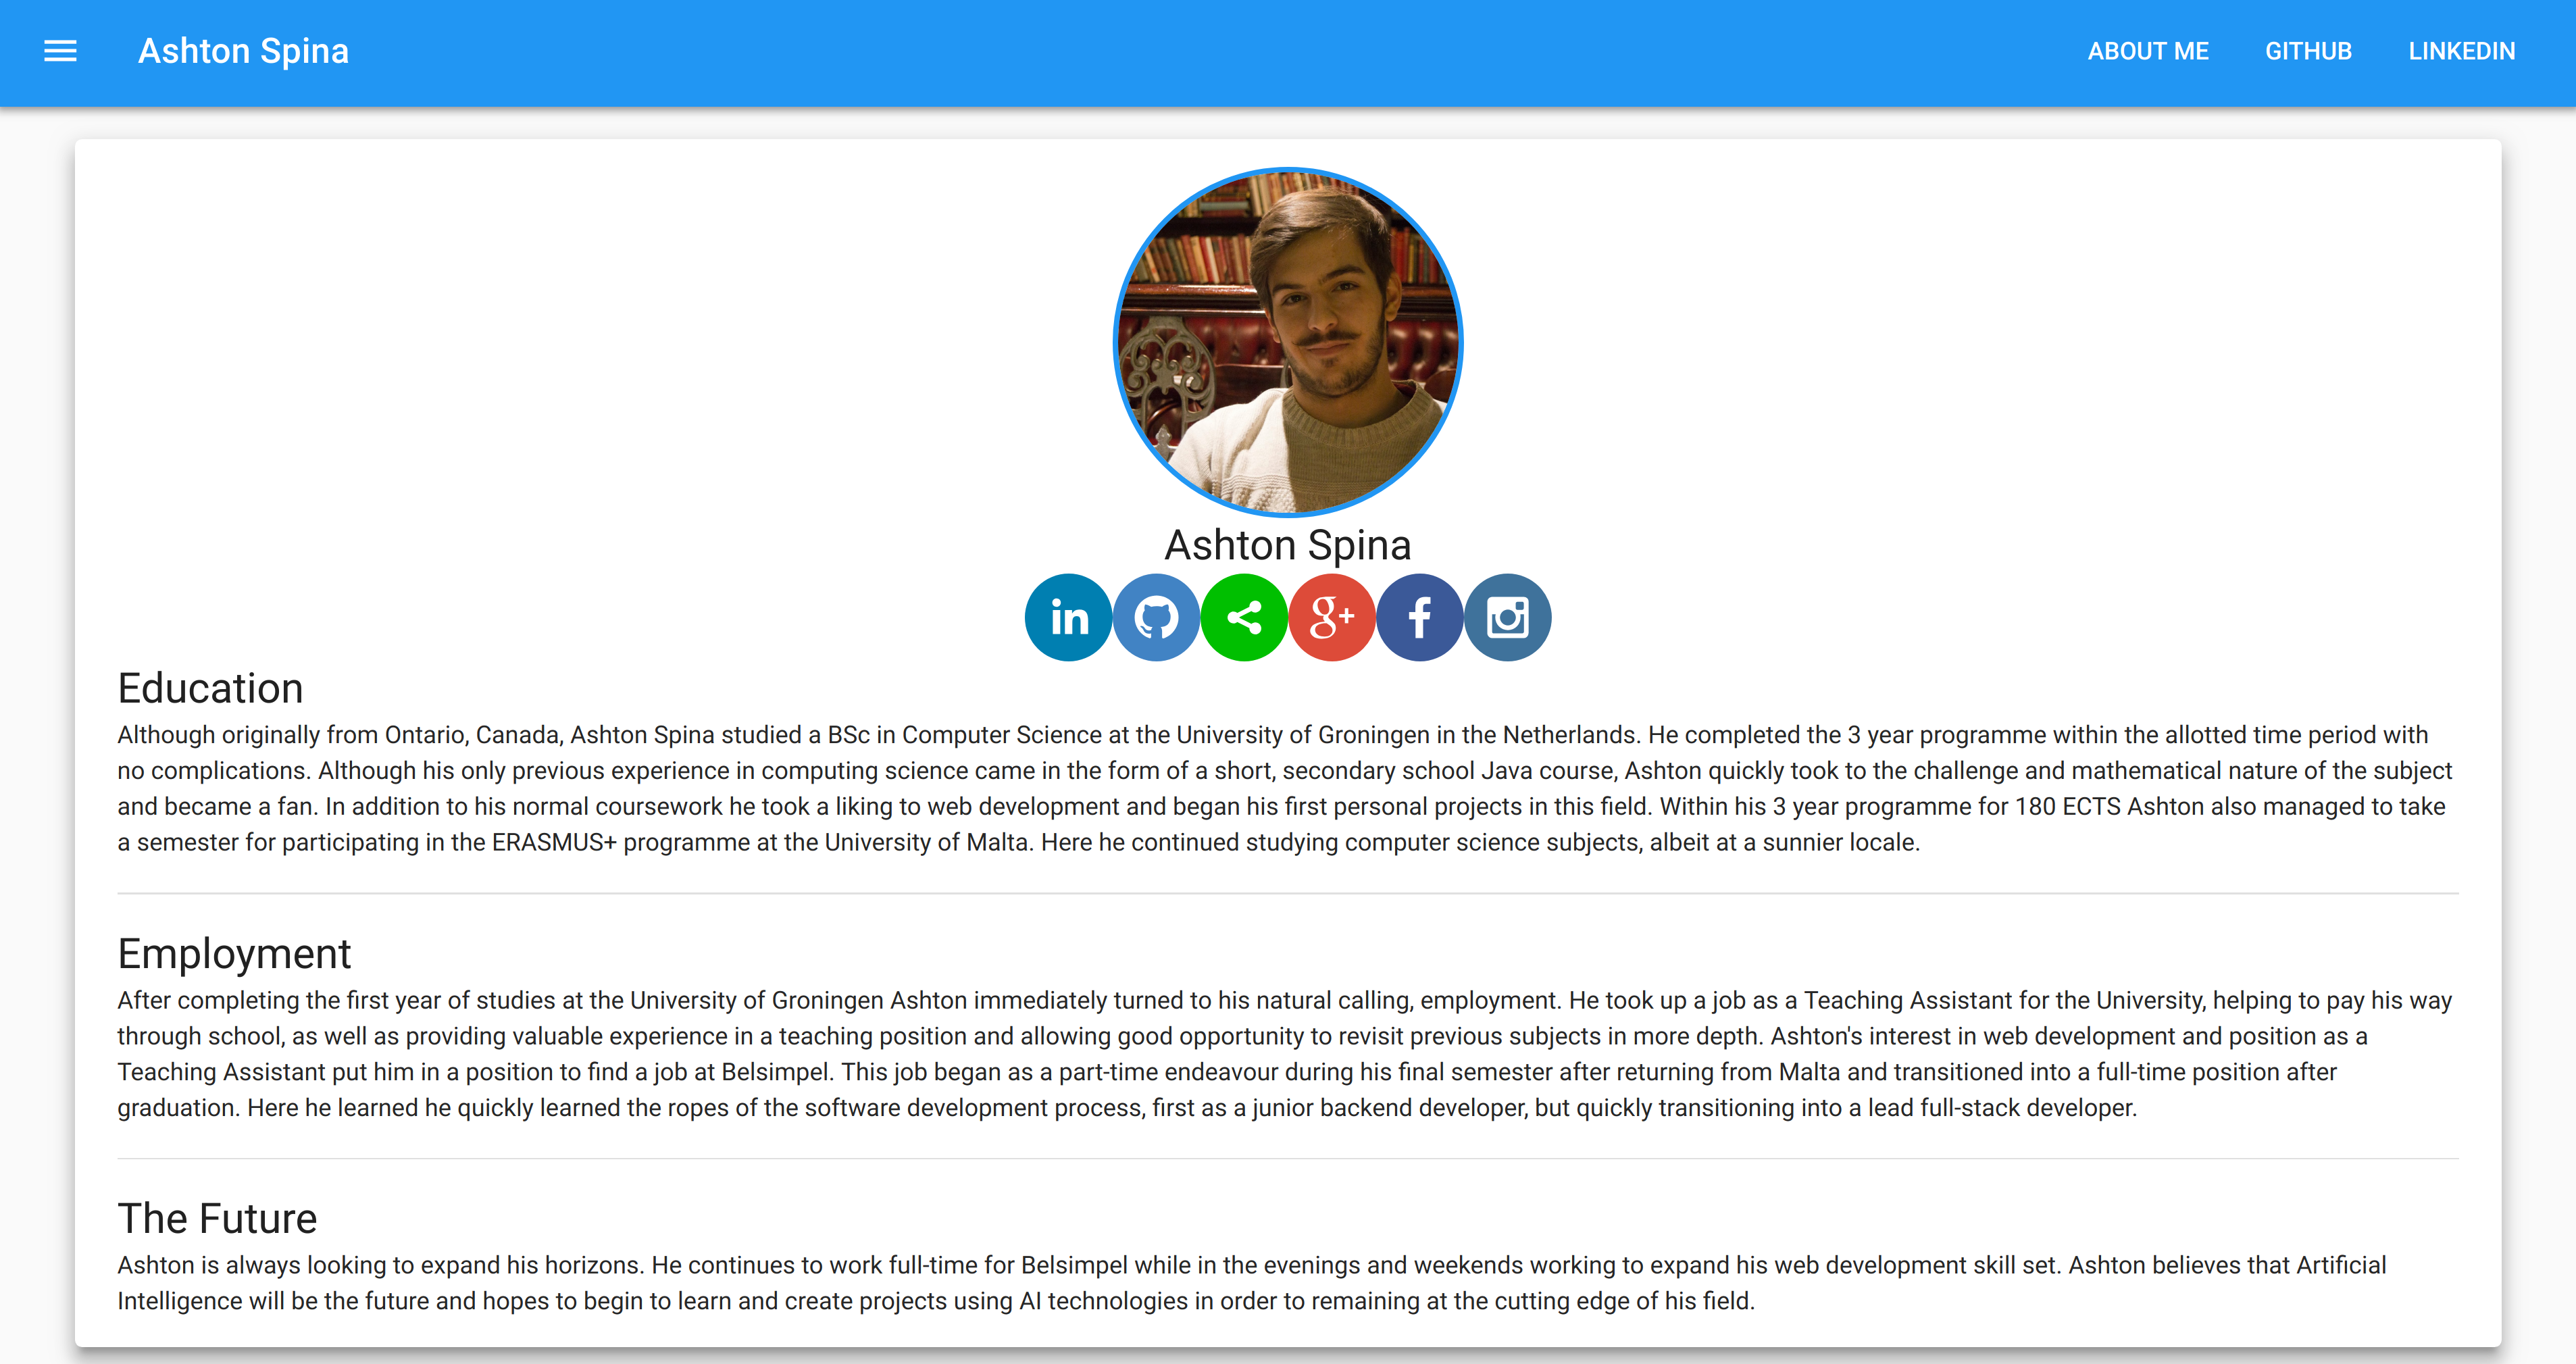 Ashton Spina
ABOUT ME
GITHUB
LINKEDIN
Ashton Spina
in
g+
f
Education
Although originally from Ontario, Canada, Ashton Spina studied a BSc in Computer Science at the University of Groningen in the Netherlands. He completed the 3 year programme within the allotted time period with
no complications. Although his only previous experience in computing science came in the form of a short, secondary school Java course, Ashton quickly took to the challenge and mathematical nature of the subject
and became a fan. In addition to his normal coursework he took a liking to web development and began his first personal projects in this field. Within his 3 year programme for 180 ECTS Ashton also managed to take
a semester for participating in the ERASMUS+ programme at the University of Malta. Here he continued studying computer science subjects, albeit at a sunnier locale.
Employment
After completing the first year of studies at the University of Groningen Ashton immediately turned to his natural calling, employment. He took up a job as a Teaching Assistant for the University, helping to pay his way
through school, as well as providing valuable experience in a teaching position and allowing good opportunity to revisit previous subjects in more depth. Ashton's interest in web development and position as a
Teaching Assistant put him in a position to find a job at Belsimpel. This job began as a part-time endeavour during his final semester after returning from Malta and transitioned into a full-time position after
graduation. Here he learned he quickly learned the ropes of the software development process, first as a junior backend developer, but quickly transitioning into a lead full-stack developer.
The Future
Ashton is always looking to expand his horizons. He continues to work full-time for Belsimpel while in the evenings and weekends working to expand his web development skill set. Ashton believes that Artificial
Intelligence will be the future and hopes to begin to learn and create projects using AI technologies in order to remaining at the cutting edge of his field.